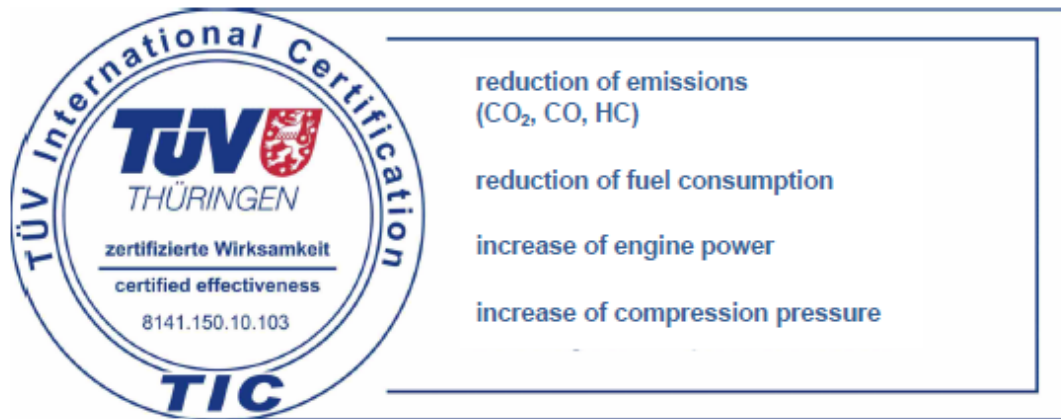 TÜV International Certification
TÜV
THÜRINGEN
zertifizierte Wirksamkeit
certified effectiveness
8141.150.10.103
TIC
reduction of emissions
(CO₂, CO, HC)
reduction of fuel consumption
increase of engine power
increase of compression pressure